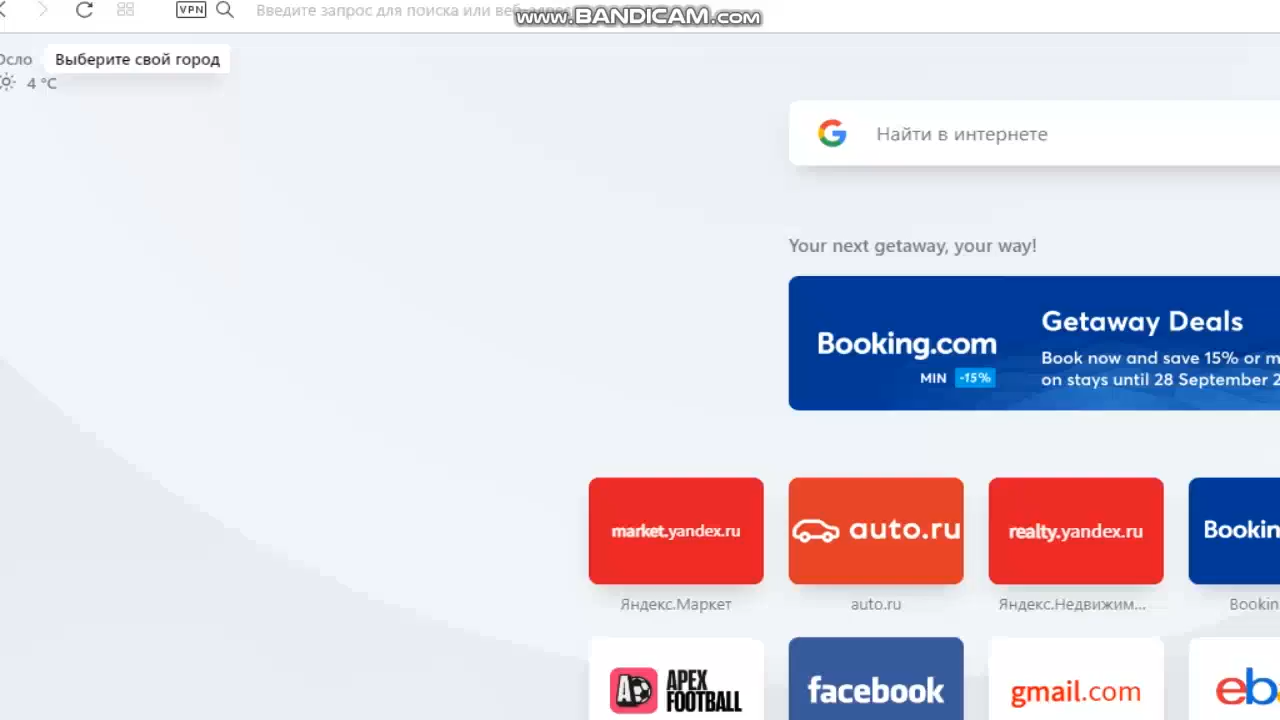 VPN
Введите запрос для поиска или веб-адрес
www.BANDICAM.com
Осло
Выберите свой город
4 °C
Найти в интернете
Your next getaway, your way!
Booking.com
MIN -15%
Getaway Deals
Book now and save 15% or m
on stays until 28 September 2
market.yandex.ru
auto.ru
realty.yandex.ru
Bookin
Яндекс.Маркет
auto.ru
Яндекс.Недвижим...
Bookin
APEX
FOOTBALL
facebook
gmail.com
eb